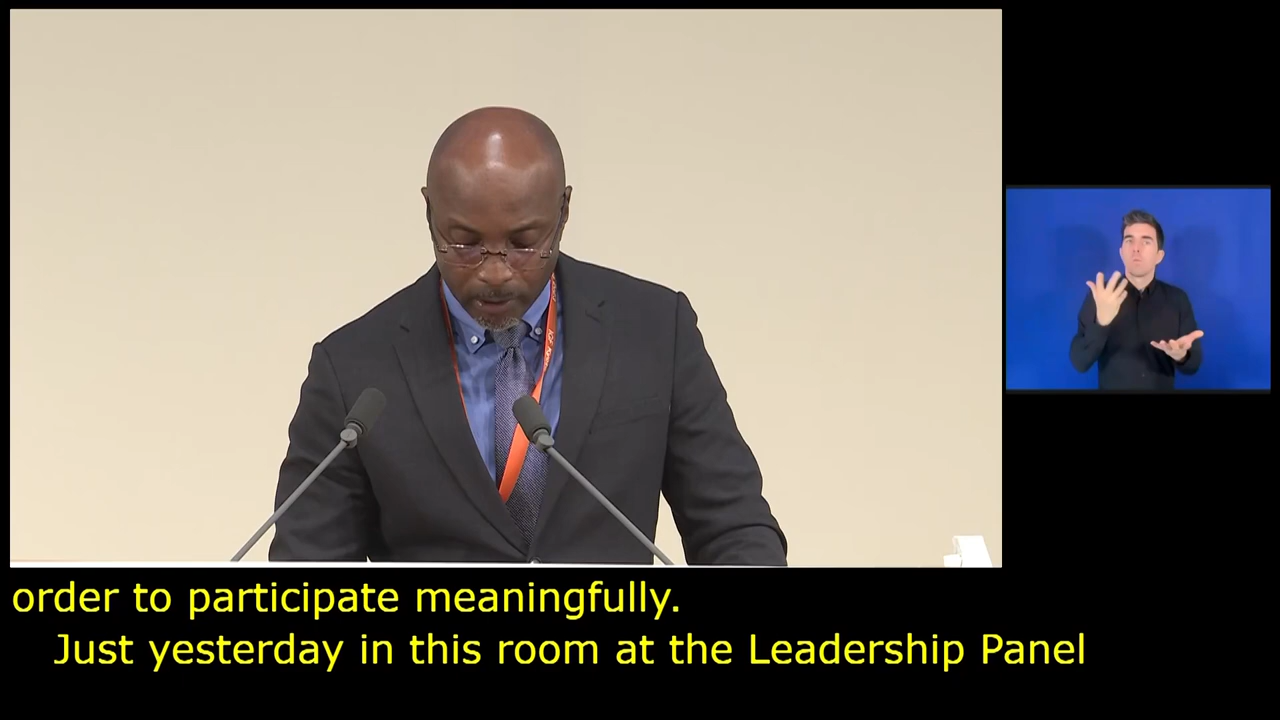 order to participate meaningfully.
Just yesterday in this room at the Leadership Panel